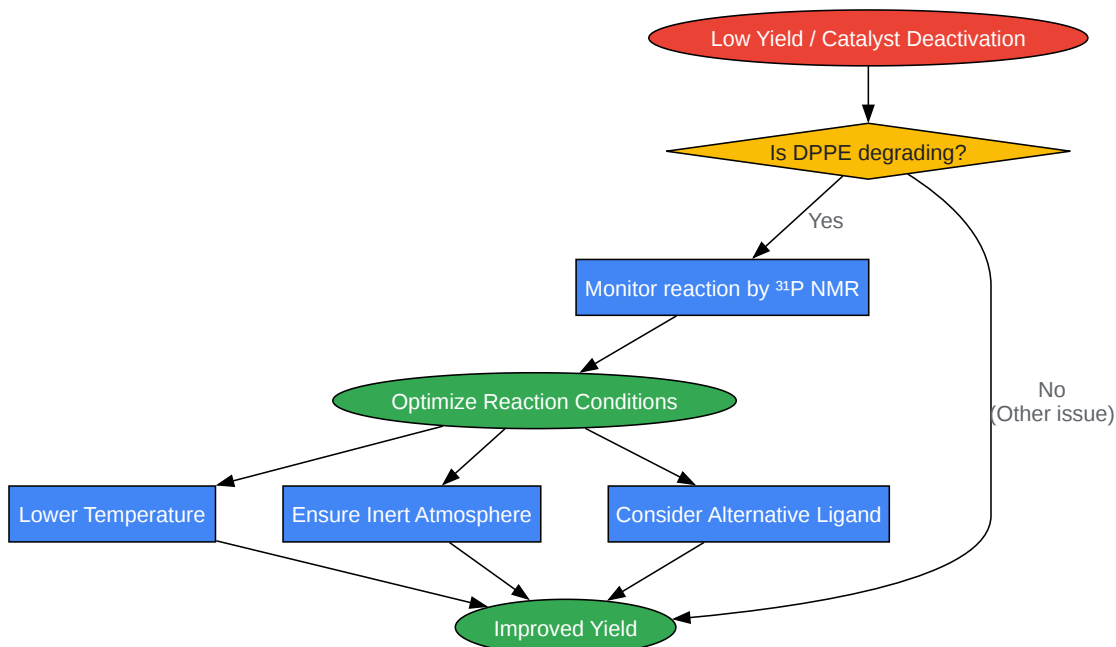 Low Yield / Catalyst Deactivation
Is DPPE degrading?
Yes
Monitor reaction by ³¹P NMR
Optimize Reaction Conditions
No
(Other issue)
Lower Temperature
Ensure Inert Atmosphere
Consider Alternative Ligand
Improved Yield